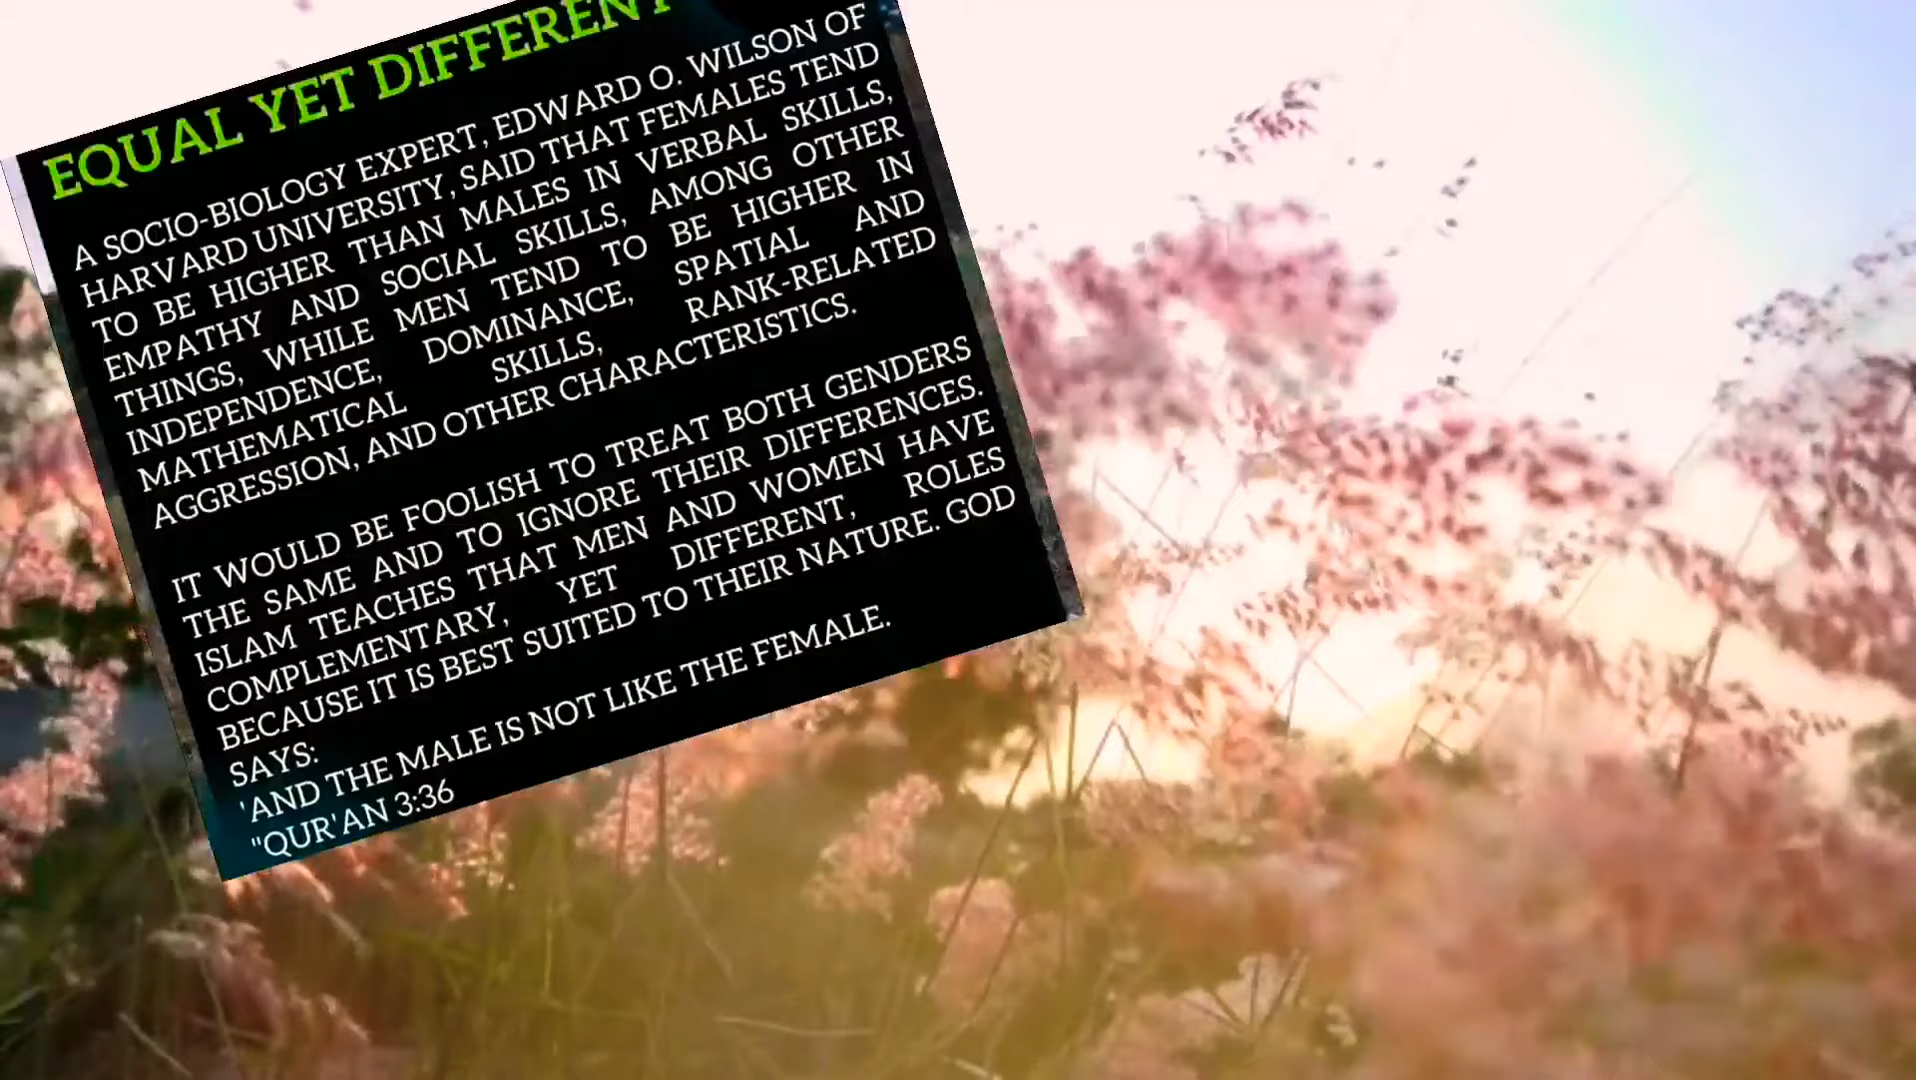 EQUAL YET DIFFERENT
A SOCIO-BIOLOGY EXPERT, EDWARD O. WILSON OF
HARVARD UNIVERSITY, SAID THAT FEMALES TEND
TO BE HIGHER THAN MALES IN VERBAL SKILLS,
EMPATHY AND SOCIAL SKILLS, AMONG OTHER
THINGS, WHILE MEN TEND TO BE HIGHER IN
INDEPENDENCE, DOMINANCE, SPATIAL AND
MATHEMATICAL SKILLS, RANK-RELATED
AGGRESSION, AND OTHER CHARACTERISTICS.
IT WOULD BE FOOLISH TO TREAT BOTH GENDERS
THE SAME AND TO IGNORE THEIR DIFFERENCES.
ISLAM TEACHES THAT MEN AND WOMEN HAVE
COMPLEMENTARY, YET DIFFERENT, ROLES
BECAUSE IT IS BEST SUITED TO THEIR NATURE. GOD
SAYS:
'AND THE MALE IS NOT LIKE THE FEMALE.
"QUR'AN 3:36